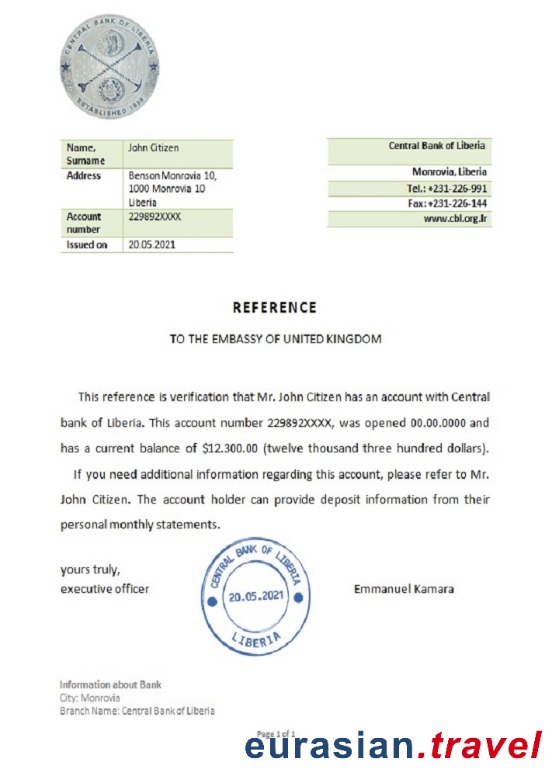 CENTRAL BANK OF LIBERIA
ESTABLISHED 1999
Name, Surname John Citizen
Address Benson Monrovia 10,
1000 Monrovia 10
Liberia
Account number 229892XXXX
Issued on 20.05.2021
Central Bank of Liberia
Monrovia, Liberia
Tel.: +231-226-991
Fax: +231-226-144
www.cbl.org.lr
REFERENCE
TO THE EMBASSY OF UNITED KINGDOM
This reference is verification that Mr. John Citizen has an account with Central
bank of Liberia. This account number 229892XXXX, was opened 00.00.0000 and
has a current balance of $12.300.00 (twelve thousand three hundred dollars).
If you need additional information regarding this account, please refer to Mr.
John Citizen. The account holder can provide deposit information from their
personal monthly statements.
yours truly,
executive officer
CENTRAL BANK OF LIBERIA
20.05.2021
LIBERIA
Emmanuel Kamara
Information about Bank
City: Monrovia
Branch Name: Central Bank of Liberia
Page 1 of 1
eurasian.travel